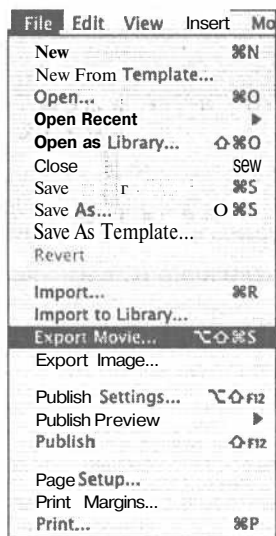 File Edit View Insert Mo
New ⌘N
New From Template...
Open... ⌘O
Open Recent ▶
Open as Library... ⇧⌘O
Close sew
Save r ⌘S
Save As... O⌘S
Save As Template...
Revert
Import... ⌘R
Import to Library...
Export Movie... ⌥⇧⌘S
Export Image...
Publish Settings... ⌥⇧F12
Publish Preview ▶
Publish ⇧F12
Page Setup...
Print Margins...
Print... ⌘P